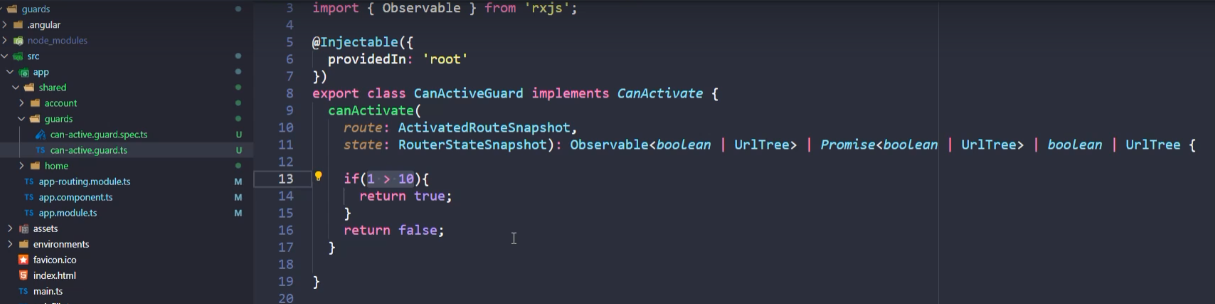 guards
.angular
node_modules
src
app
shared
account
guards
can-active.guard.spec.ts U
TS can-active.guard.ts U
home
TS app-routing.module.ts M
TS app.component.ts M
TS app.module.ts M
assets
environments
favicon.ico
index.html
TS main.ts
3 import { Observable } from 'rxjs';
4
5 @Injectable({
6 providedIn: 'root'
7 })
8 export class CanActiveGuard implements CanActivate {
9 canActivate(
10 route: ActivatedRouteSnapshot,
11 state: RouterStateSnapshot): Observable<boolean | UrlTree> | Promise<boolean | UrlTree> | boolean | UrlTree {
12
13 if(1 > 10){
14 return true;
15 }
16 return false;
17 }
18
19 }
20